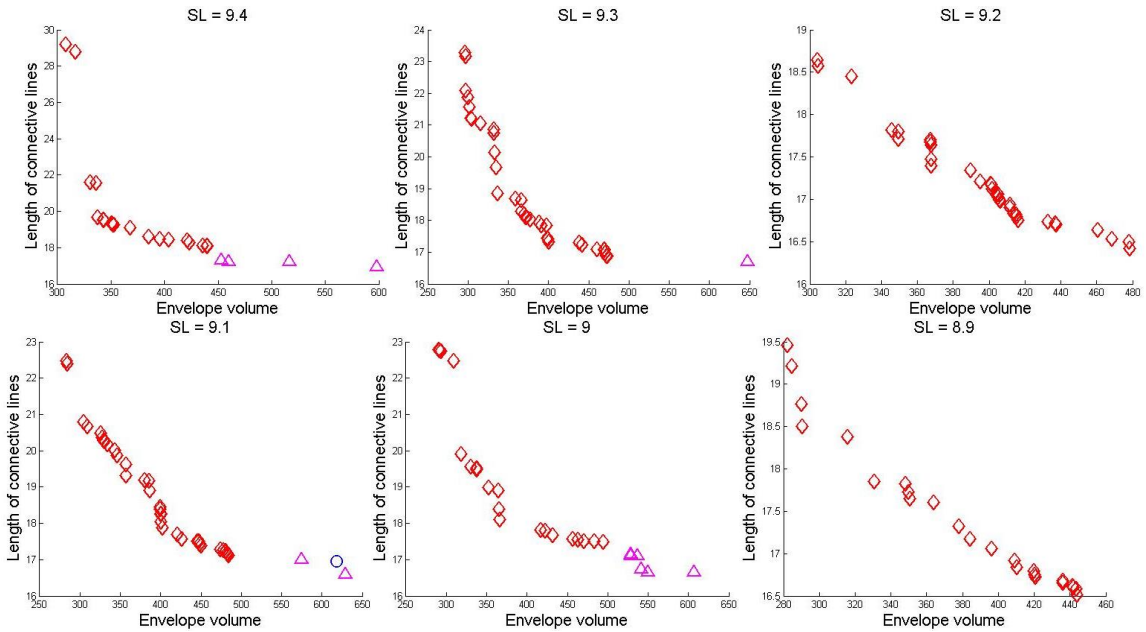 SL = 9.4
Length of connective lines
30
28
26
24
22
20
18
16
300 350 400 450 500 550 600
Envelope volume
SL = 9.3
Length of connective lines
24
23
22
21
20
19
18
17
16
250 300 350 400 450 500 550 600 650
Envelope volume
SL = 9.2
Length of connective lines
19
18.5
18
17.5
17
16.5
16
300 320 340 360 380 400 420 440 460 480
Envelope volume
SL = 9.1
Length of connective lines
23
22
21
20
19
18
17
16
250 300 350 400 450 500 550 600 650
Envelope volume
SL = 9
Length of connective lines
23
22
21
20
19
18
17
16
250 300 350 400 450 500 550 600 650
Envelope volume
SL = 8.9
Length of connective lines
19.5
19
18.5
18
17.5
17
16.5
280 300 320 340 360 380 400 420 440 460
Envelope volume